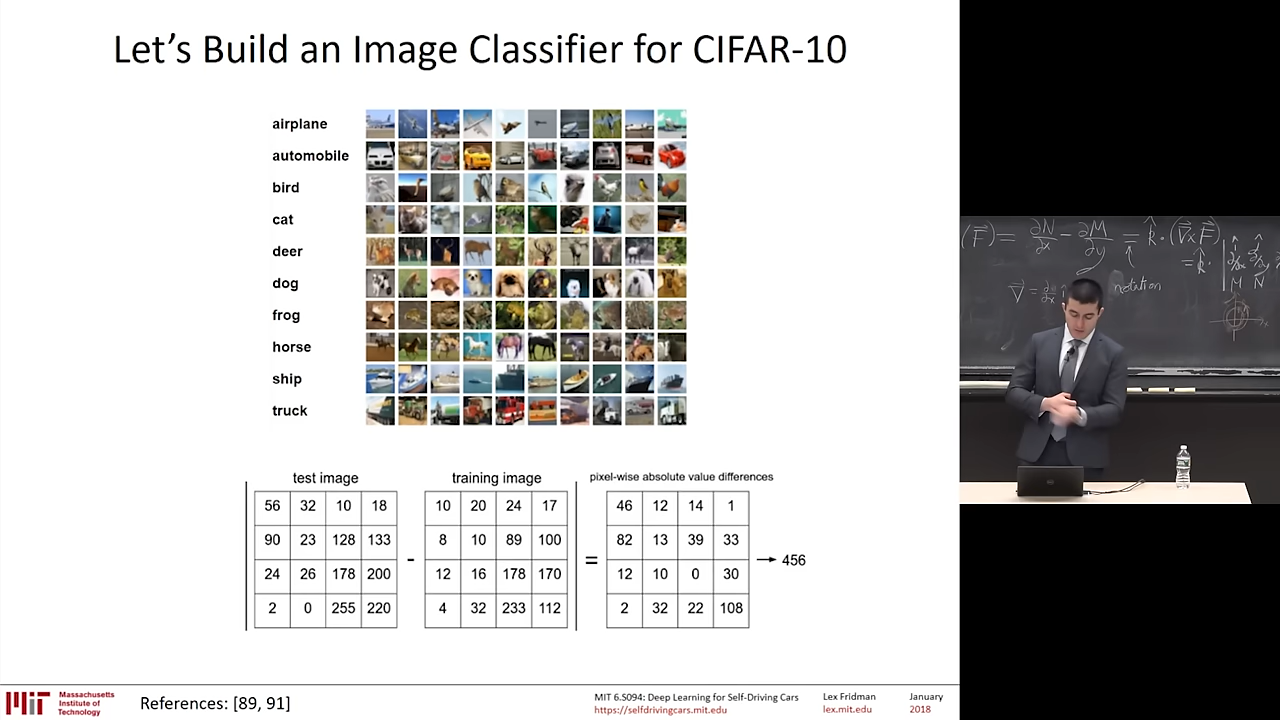 Let's Build an Image Classifier for CIFAR-10
airplane
automobile
bird
cat
deer
dog
frog
horse
ship
truck
test image
training image
pixel-wise absolute value differences
56 32 10 18
90 23 128 133
24 26 178 200
2 0 255 220
-
10 20 24 17
8 10 89 100
12 16 178 170
4 32 233 112
=
46 12 14 1
82 13 39 33
12 10 0 30
2 32 22 108
→ 456
Massachusetts
Institute of
Technology
References: [89, 91]
MIT 6.S094: Deep Learning for Self-Driving Cars
https://selfdrivingcars.mit.edu
Lex Fridman
lex.mit.edu
January
2018
(F⃗) = ∂N/∂x - ∂M/∂y = k̂ · (∇⃗×F⃗)
notation
M N